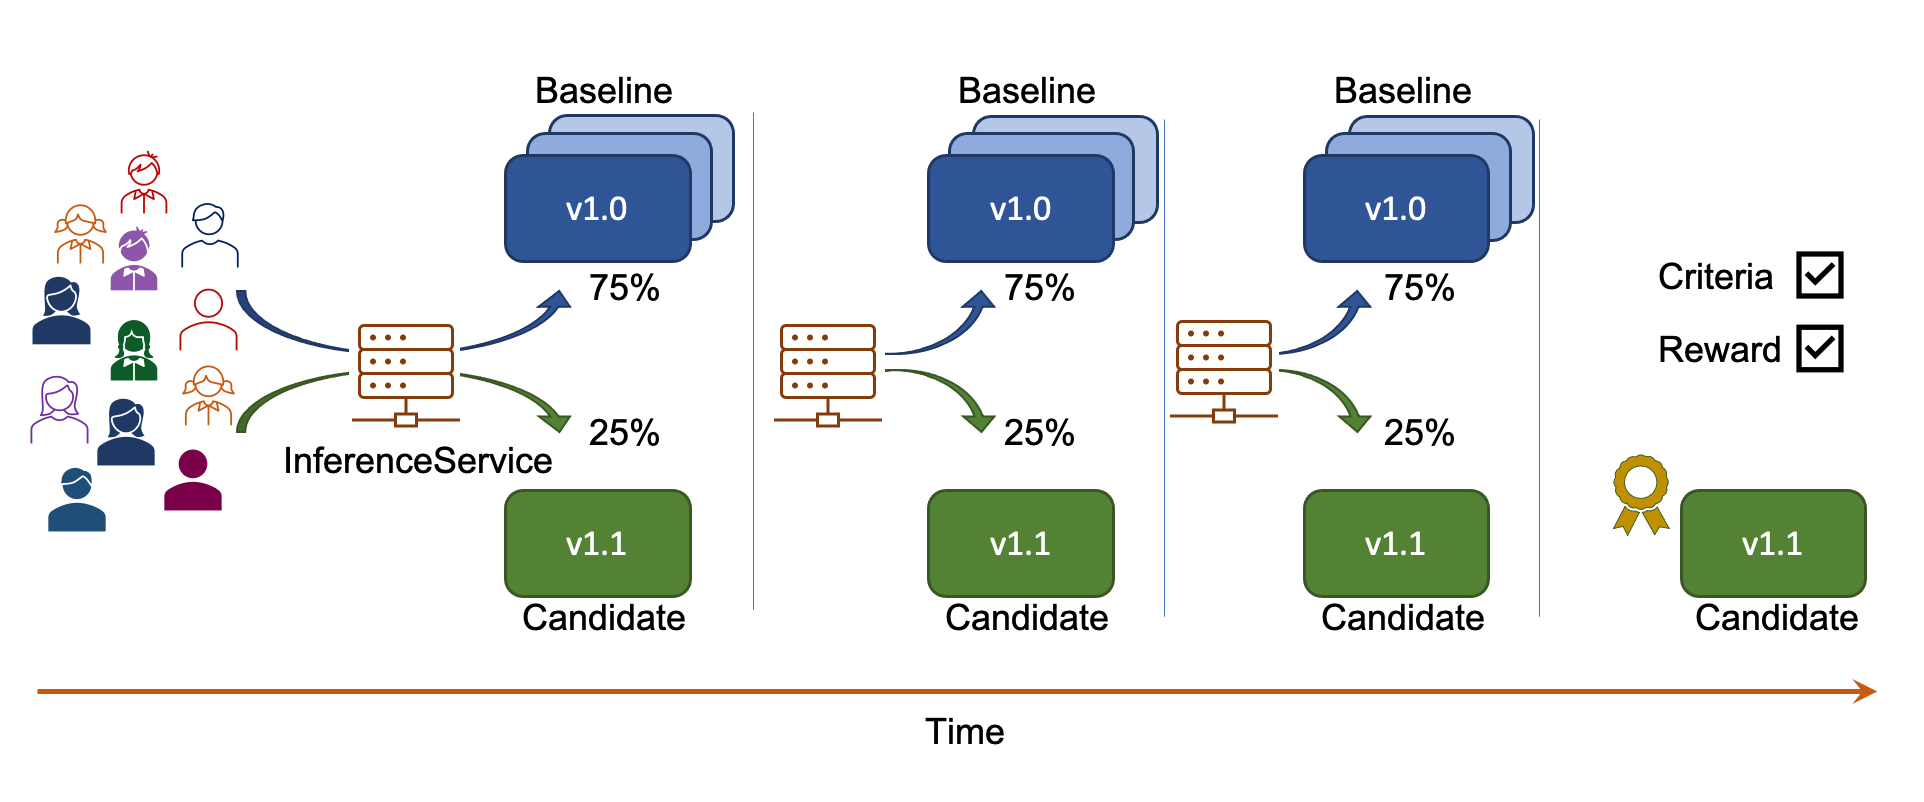 Baseline
v1.0
75%
InferenceService
25%
v1.1
Candidate
Baseline
v1.0
75%
25%
v1.1
Candidate
Baseline
v1.0
75%
25%
v1.1
Candidate
Criteria
Reward
v1.1
Candidate
Time